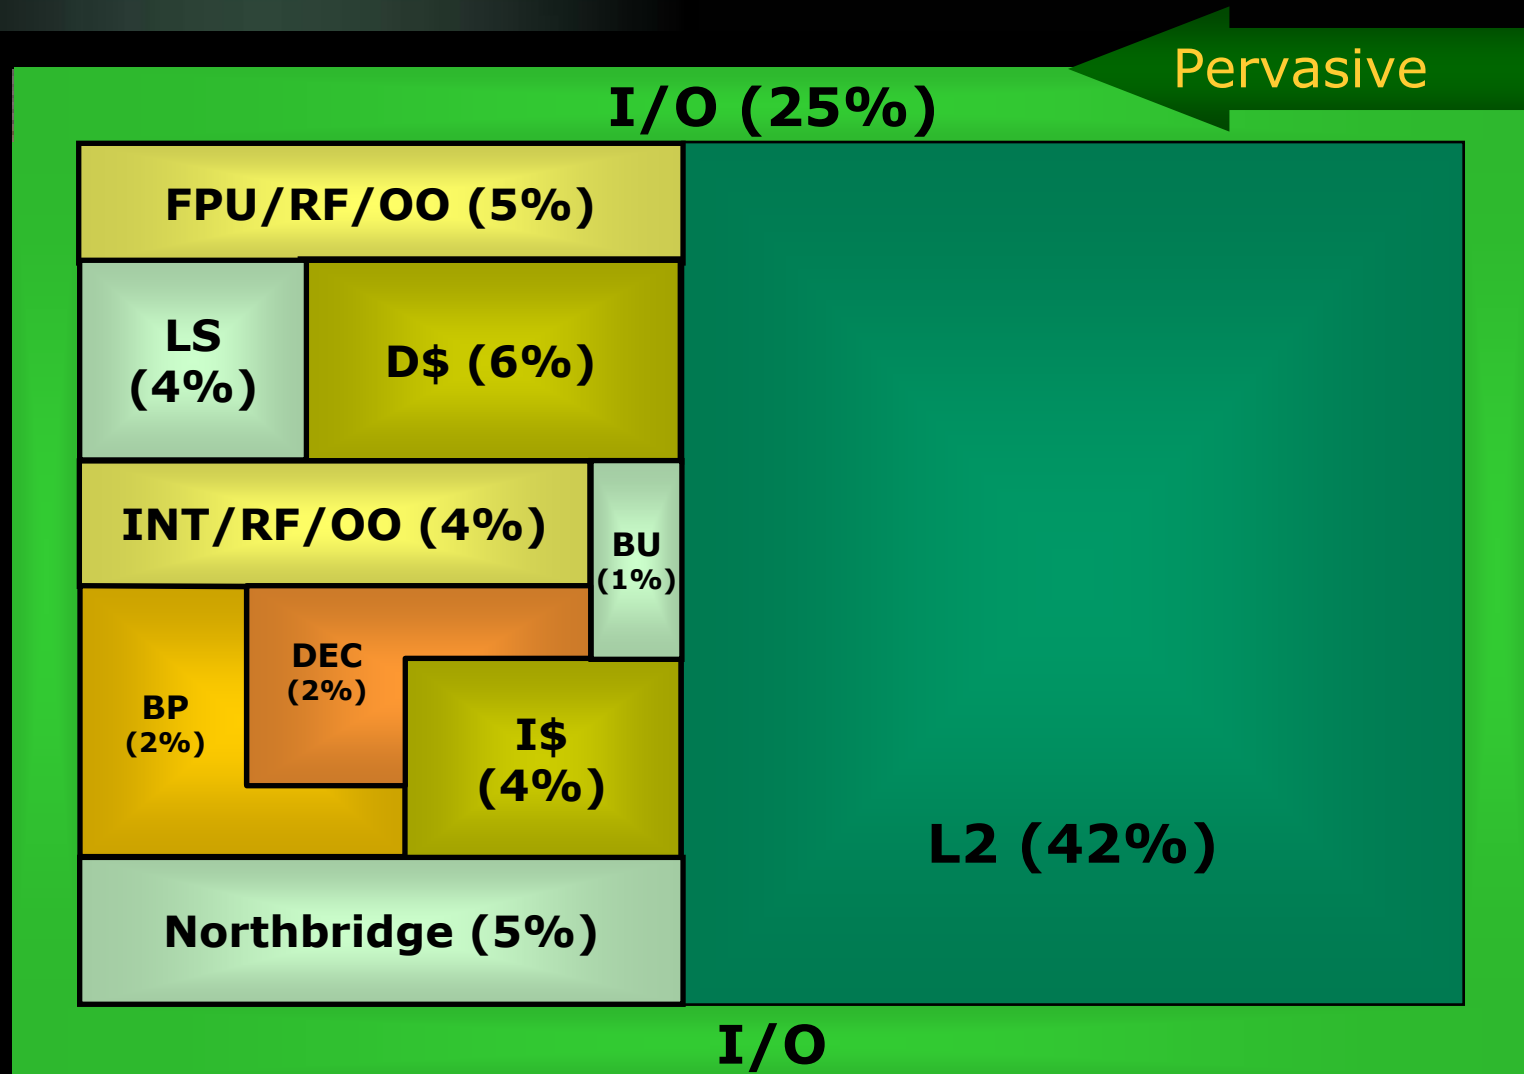 Pervasive
I/O (25%)
FPU/RF/OO (5%)
LS
(4%)
D$ (6%)
INT/RF/OO (4%)
BU
(1%)
DEC
(2%)
BP
(2%)
I$
(4%)
L2 (42%)
Northbridge (5%)
I/O